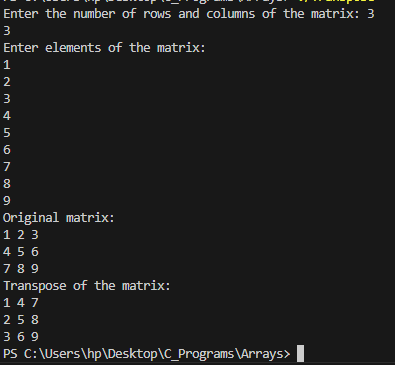 Enter the number of rows and columns of the matrix: 3
3
Enter elements of the matrix:
1
2
3
4
5
6
7
8
9
Original matrix:
1 2 3
4 5 6
7 8 9
Transpose of the matrix:
1 4 7
2 5 8
3 6 9
PS C:\Users\hp\Desktop\C_Programs\Arrays>